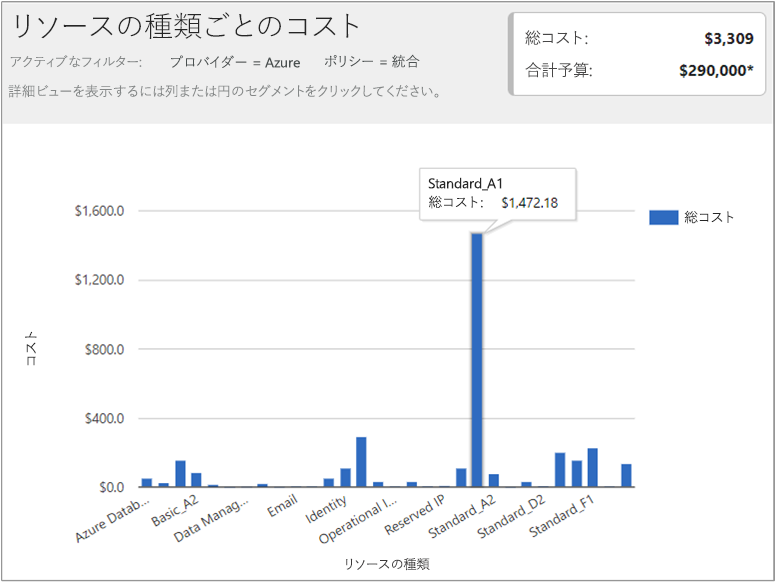 リソースの種類ごとのコスト
アクティブなフィルター: プロバイダー = Azure ポリシー = 統合
詳細ビューを表示するには列または円のセグメントをクリックしてください。
総コスト: $3,309
合計予算: $290,000*
Standard_A1
総コスト: $1,472.18
総コスト
$1,600.0
$1,200.0
$800.0
$400.0
$0.0
コスト
Azure Datab...
Basic_A2
Data Manag...
Email
Identity
Operational I...
Reserved IP
Standard_A2
Standard_D2
Standard_F1
リソースの種類